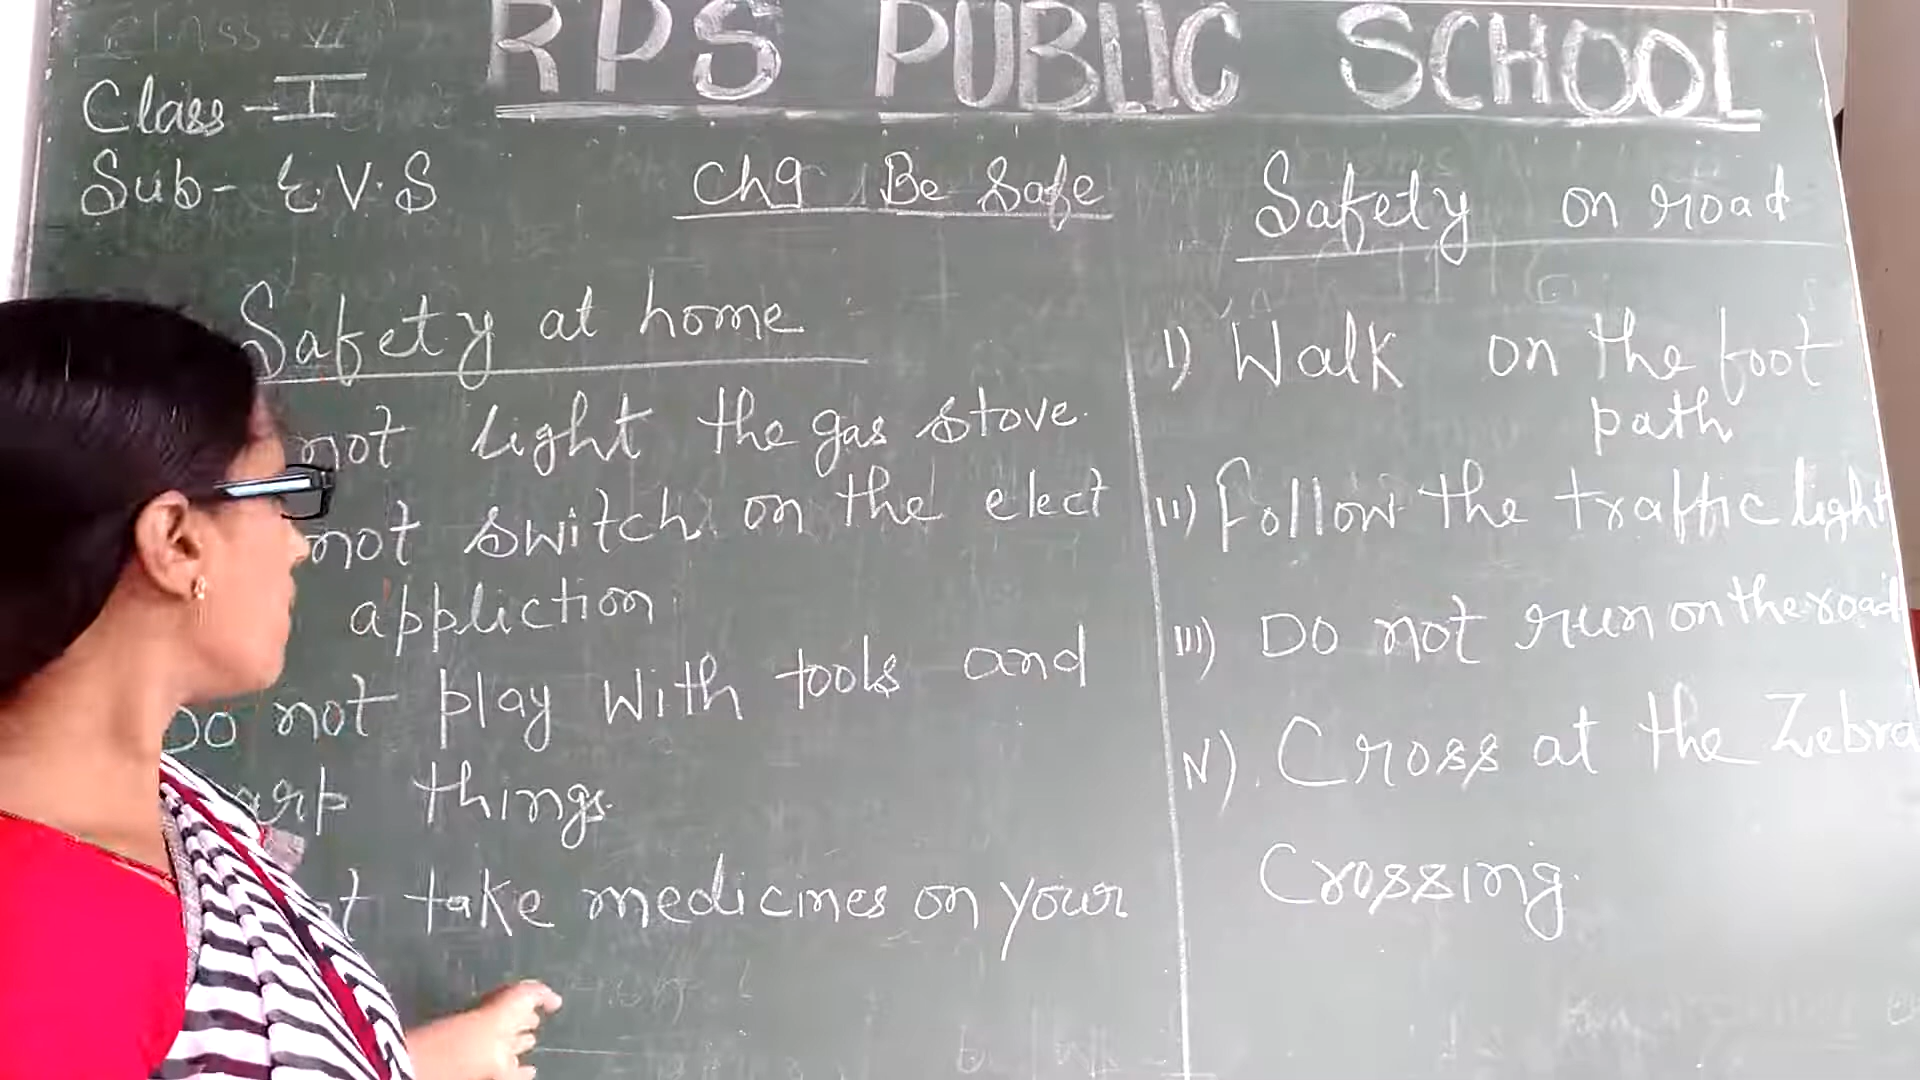 RPS PUBLIC SCHOOL
Class - I
Sub- E.V.S
Ch9 Be Safe
Safety at home
not light the gas stove.
not switch on the elect
appliction
Do not play with tools and
things.
take medicines on your
Safety on road
I) Walk on the foot
path
II) Follow the traffic light
III) Do not run on the road
IV). Cross at the Zebra
Crossing.